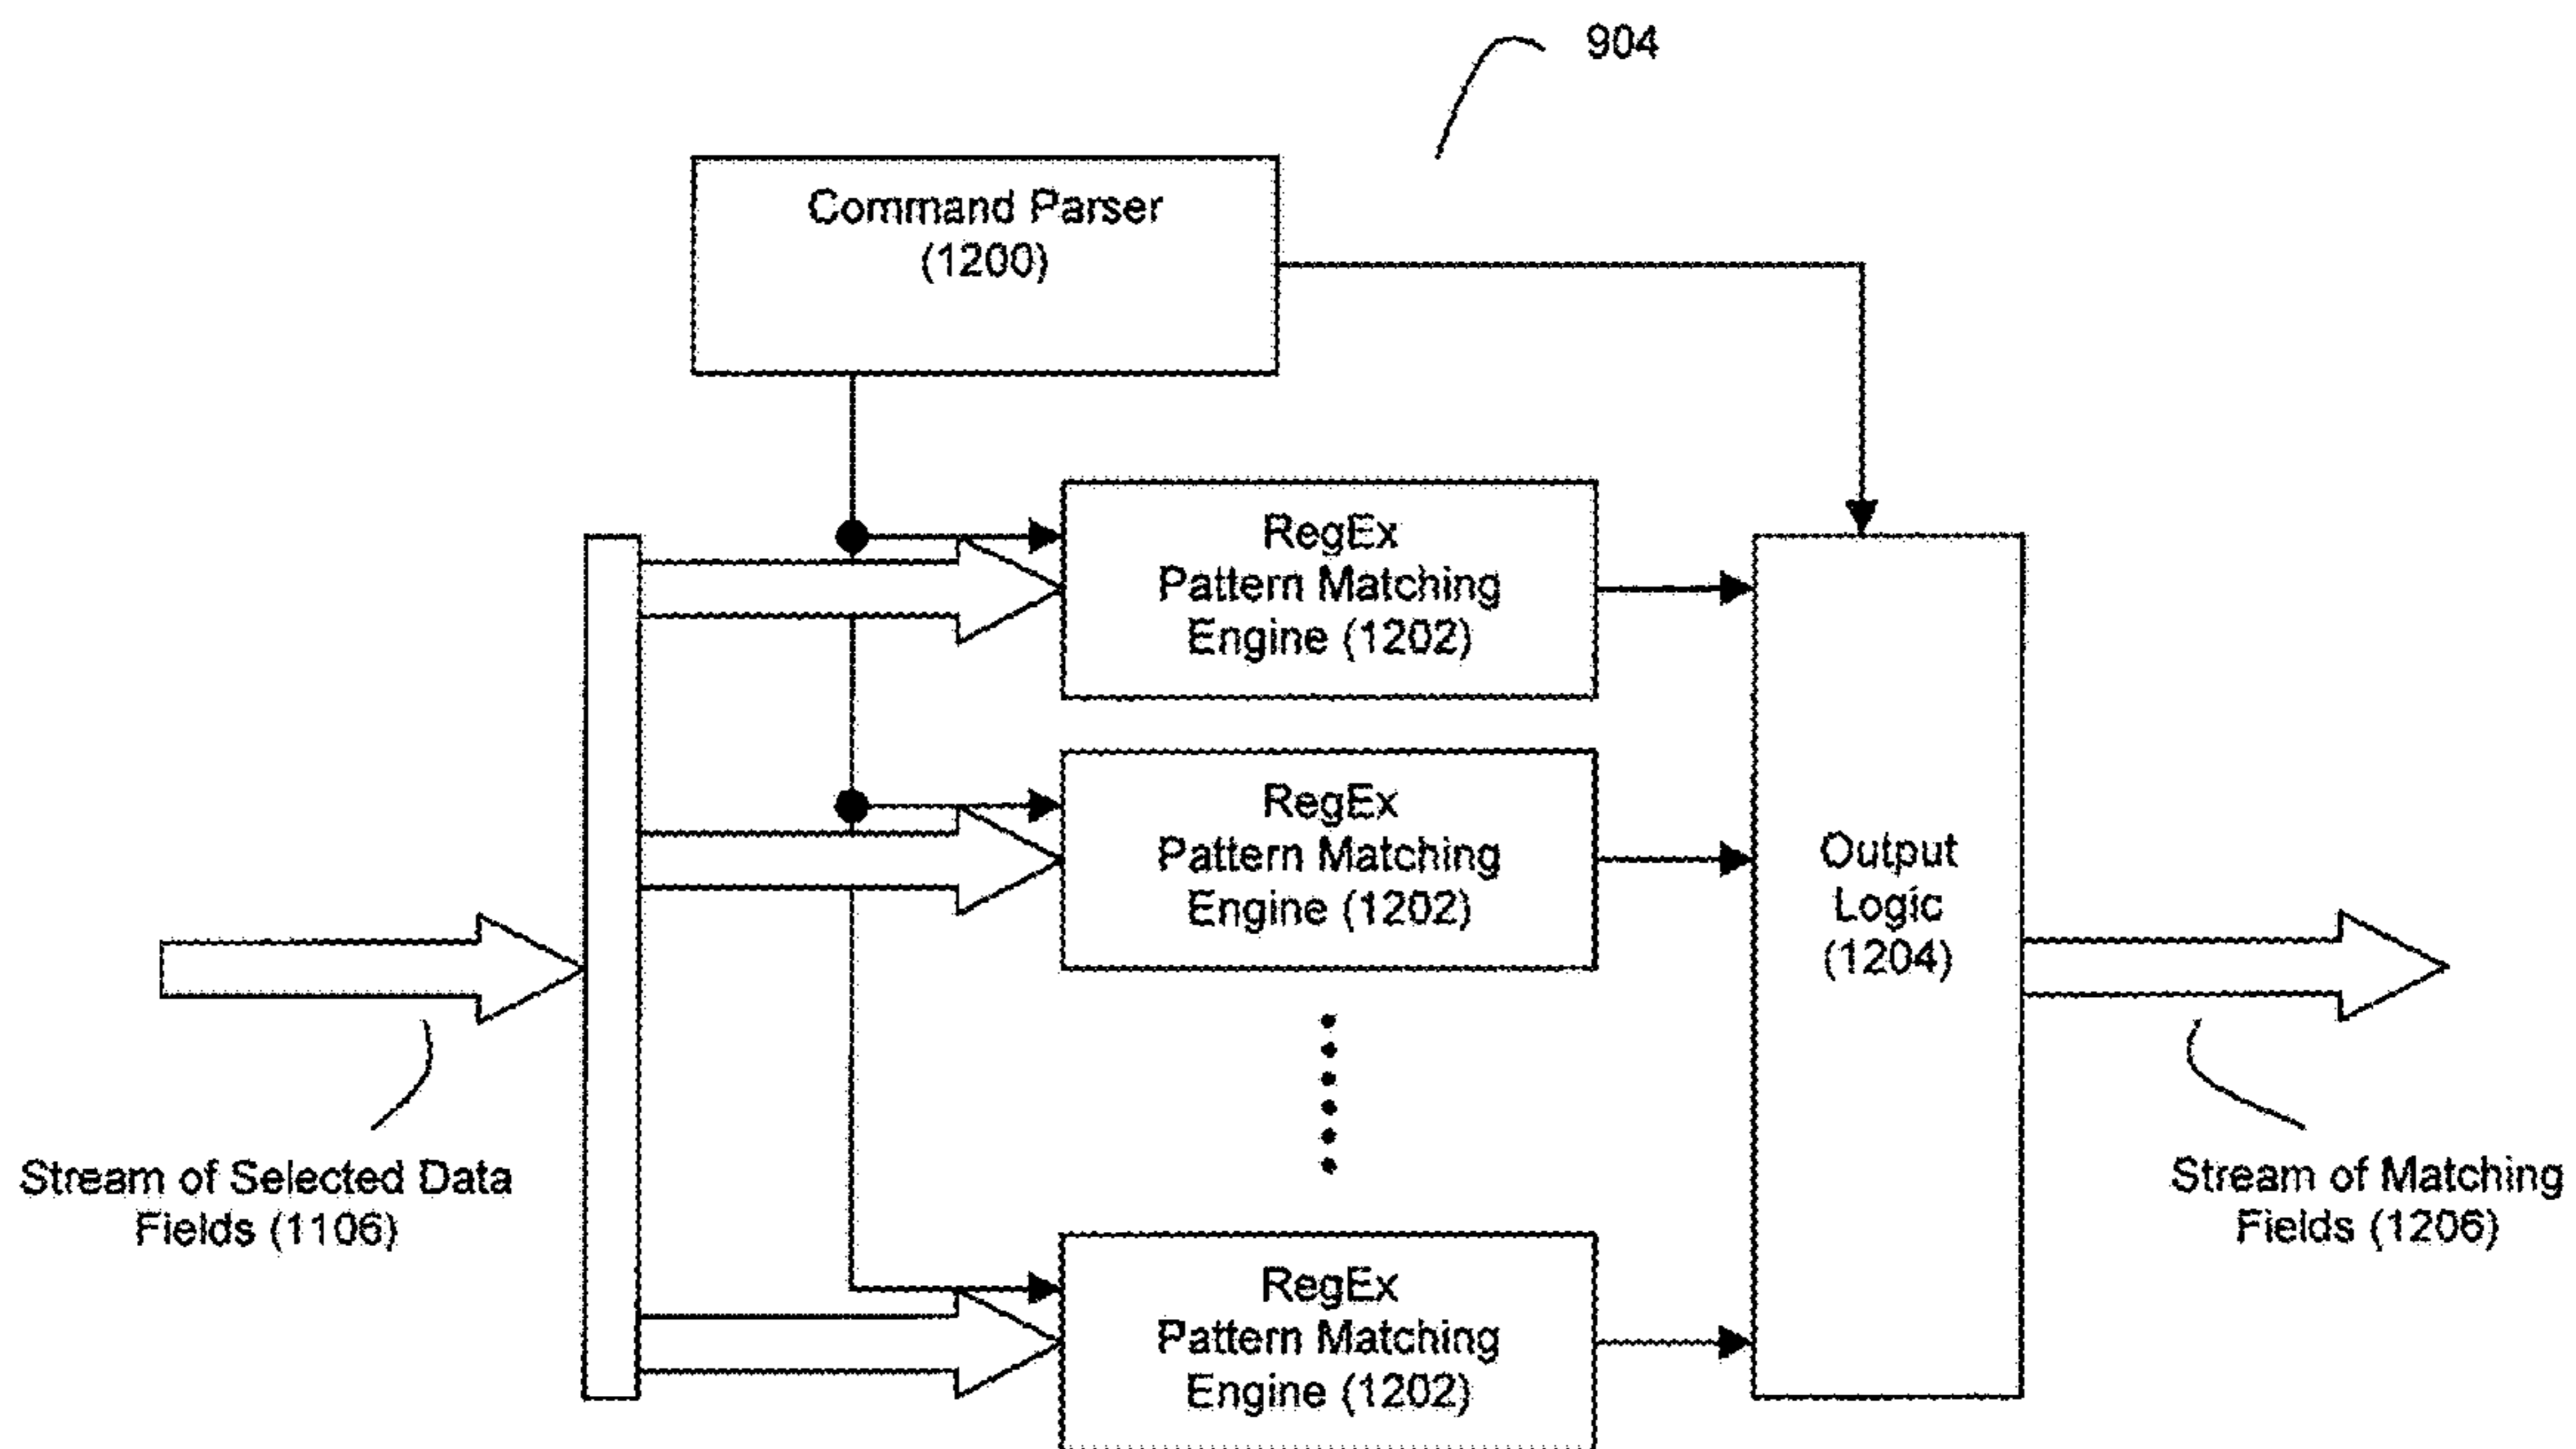 904
Command Parser
(1200)
RegEx
Pattern Matching
Engine (1202)
RegEx
Pattern Matching
Engine (1202)
Output
Logic
(1204)
Stream of Selected Data
Fields (1106)
Stream of Matching
Fields (1206)
RegEx
Pattern Matching
Engine (1202)